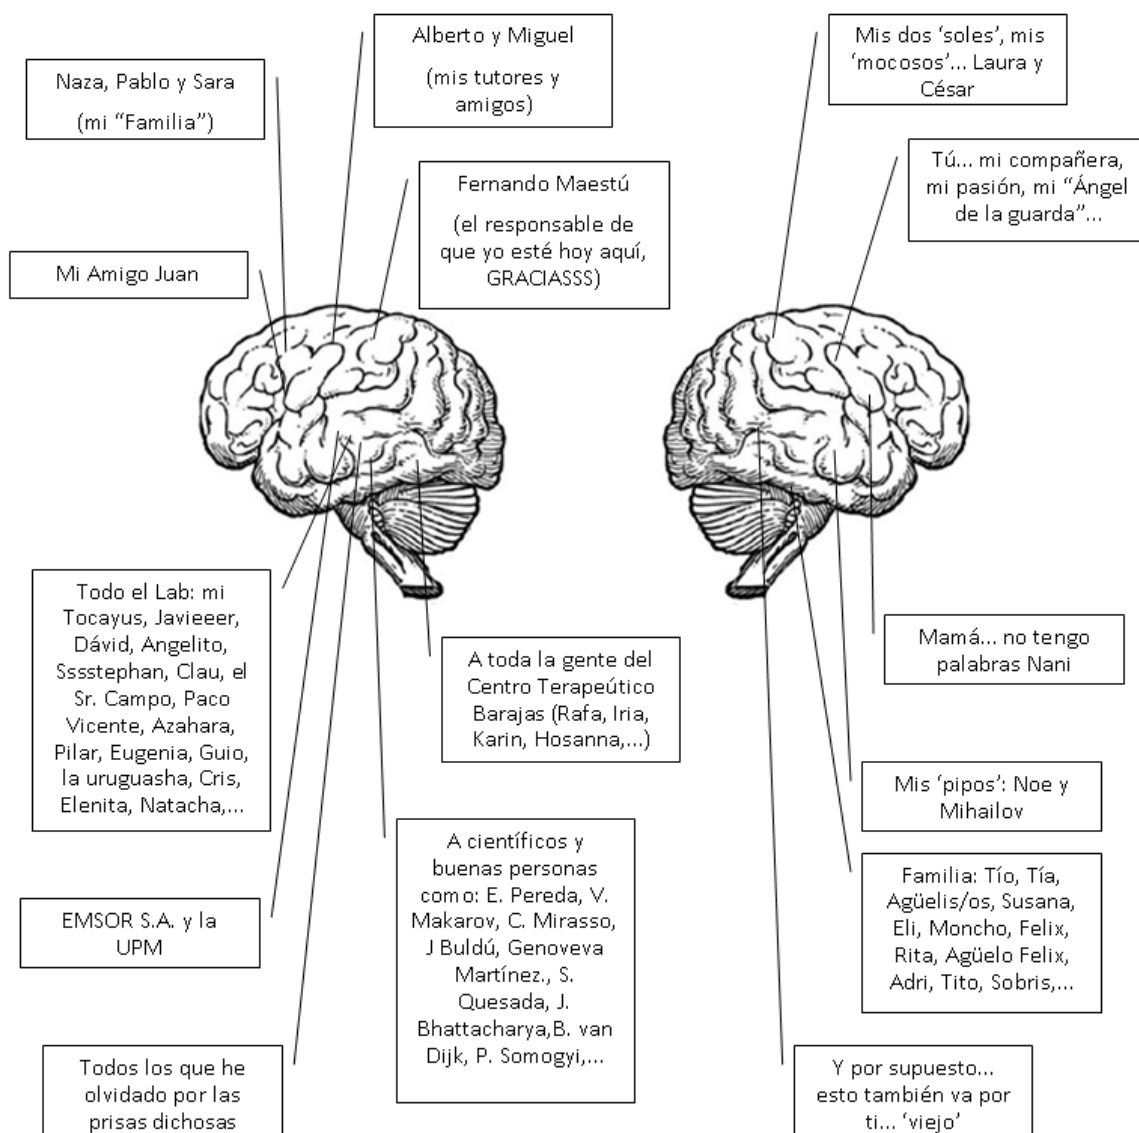 Naza, Pablo y Sara
(mi “Familia”)
Alberto y Miguel
(mis tutores y
amigos)
Mis dos ‘soles’, mis
‘mocosos’... Laura y
César
Fernando Maestú
(el responsable de
que yo esté hoy aquí,
GRACIASSS)
Tú... mi compañera,
mi pasión, mi “Ángel
de la guarda”...
Mi Amigo Juan
Todo el Lab: mi
Tocayus, Javieeer,
Dávid, Angelito,
Sssstephan, Clau, el
Sr. Campo, Paco
Vicente, Azahara,
Pilar, Eugenia, Guio,
la uruguasha, Cris,
Elenita, Natacha,...
A toda la gente del
Centro Terapeútico
Barajas (Rafa, Iria,
Karin, Hosanna,...)
Mamá... no tengo
palabras Nani
Mis ‘pipos’: Noe y
Mihailov
A científicos y
buenas personas
como: E. Pereda, V.
Makarov, C. Mirasso,
J Buldú, Genoveva
Martínez., S.
Quesada, J.
Bhattacharya,B. van
Dijk, P. Somogyi,...
Familia: Tío, Tía,
Agüelis/os, Susana,
Eli, Moncho, Felix,
Rita, Agüelo Felix,
Adri, Tito, Sobris,...
EMSOR S.A. y la
UPM
Todos los que he
olvidado por las
prisas dichosas
Y por supuesto...
esto también va por
ti... ‘viejo’